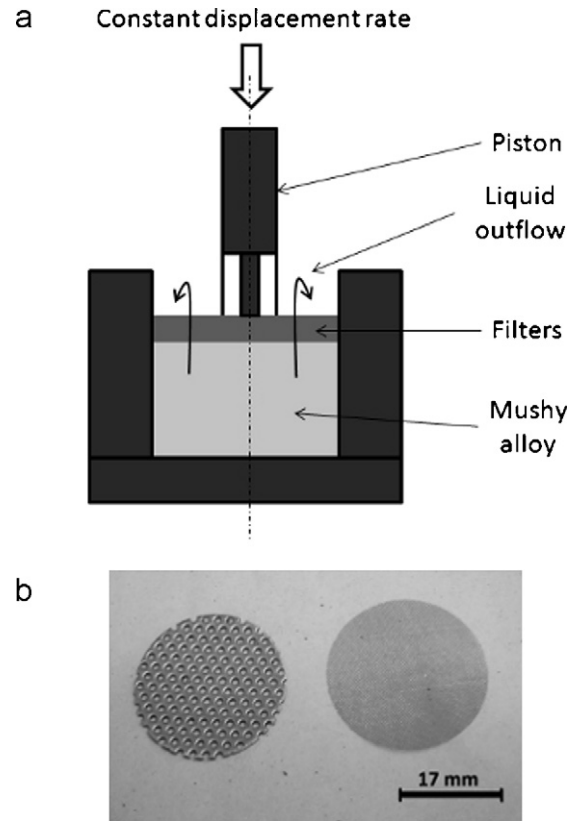 a
Constant displacement rate
Piston
Liquid
outflow
Filters
Mushy
alloy
b
17 mm